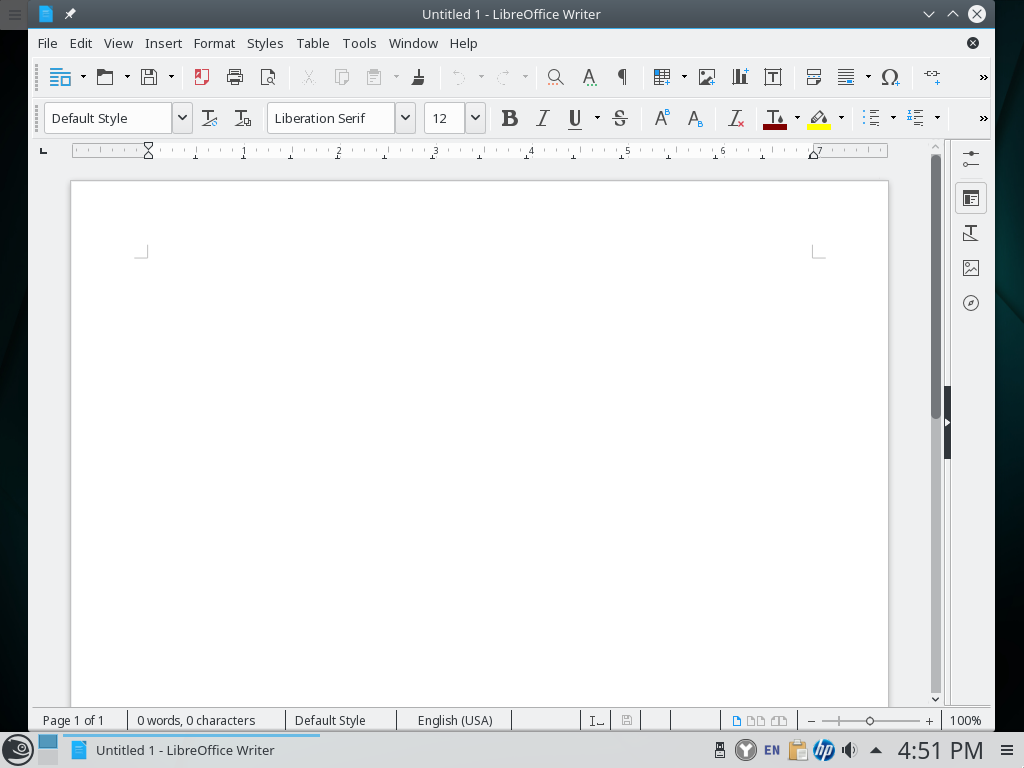 Untitled 1 - LibreOffice Writer
File Edit View Insert Format Styles Table Tools Window Help
Default Style Liberation Serif 12
1 2 3 4 5 6 7
Page 1 of 1 0 words, 0 characters Default Style English (USA) 100%
Untitled 1 - LibreOffice Writer EN hp 4:51 PM